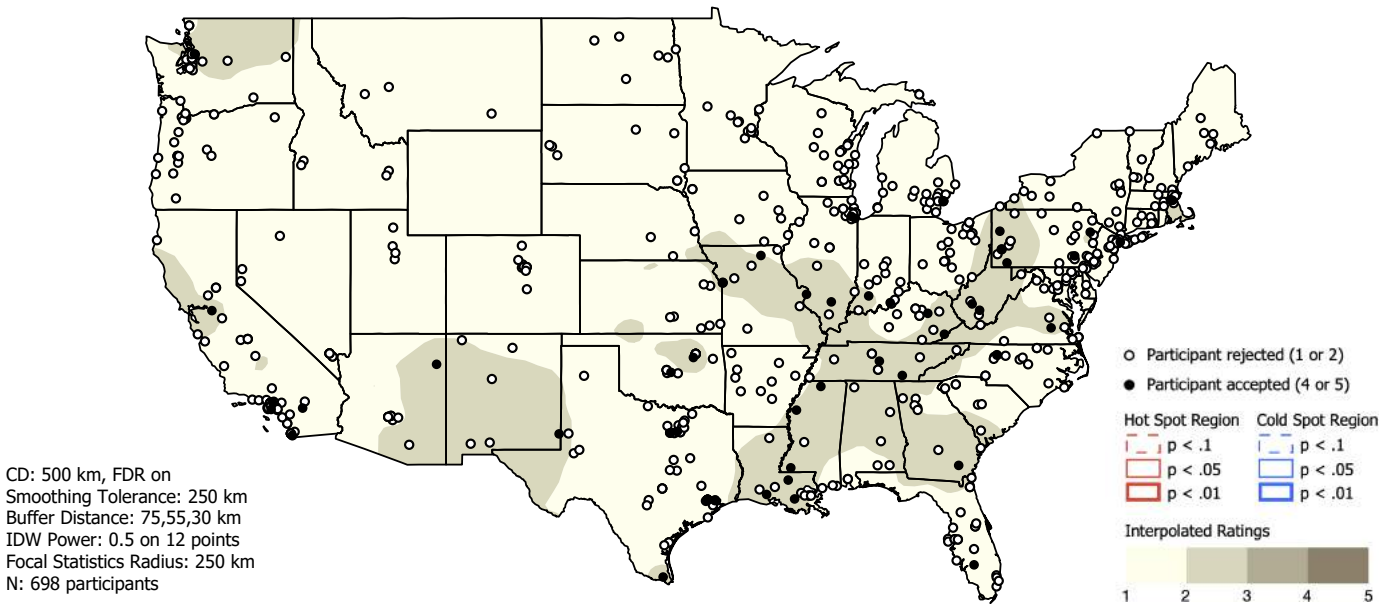 CD: 500 km, FDR on
Smoothing Tolerance: 250 km
Buffer Distance: 75,55,30 km
IDW Power: 0.5 on 12 points
Focal Statistics Radius: 250 km
N: 698 participants
Participant rejected (1 or 2)
Participant accepted (4 or 5)
Hot Spot Region Cold Spot Region
p < .1 p < .1
p < .05 p < .05
p < .01 p < .01
Interpolated Ratings
1 2 3 4 5